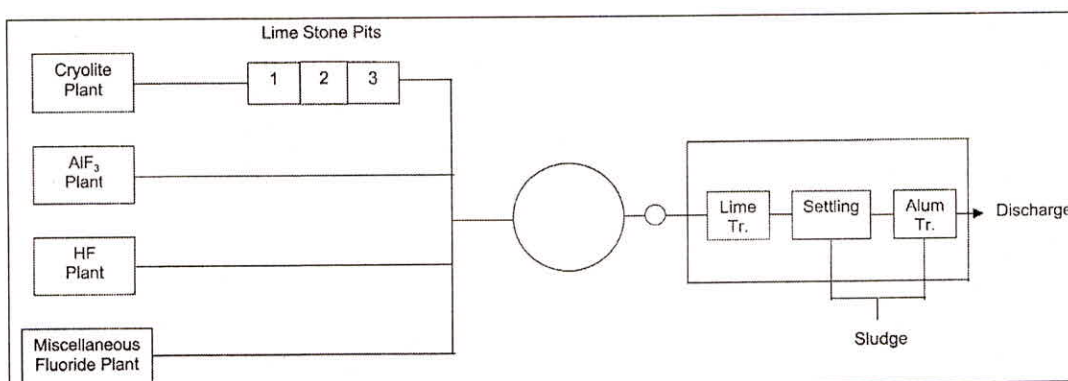 Lime Stone Pits
Cryolite
Plant
1 2 3
AlF₃
Plant
HF
Plant
Miscellaneous
Fluoride Plant
Lime
Tr.
Settling
Alum
Tr.
Discharge
Sludge